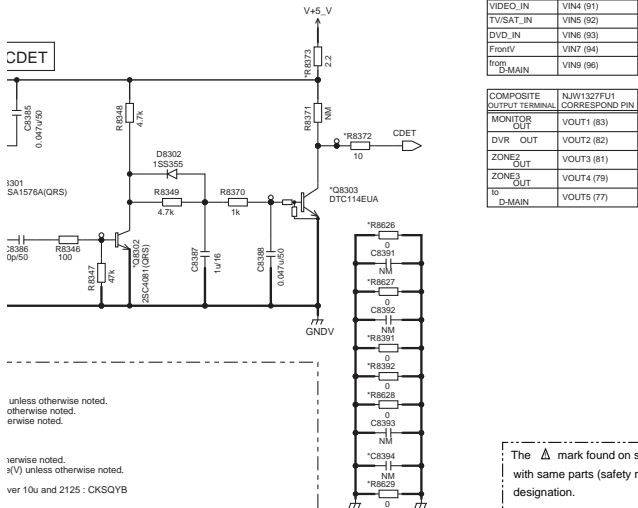 V+5_V
CDET
*R8373
2.2
R8371
NM
R8348
4.7k
C8385
0.047u/50
*R8372
10
CDET
D8302
1SS355
8301
SA1576A(QRS)
R8349
4.7k
R8370
1k
*Q8303
DTC114EUA
C8386
0p/50
R8346
100
R8347
47k
*Q8302
2SC4081(QRS)
C8387
1u/16
C8388
0.047u/50
GNDV
*R8626
0
C8391
NM
*R8627
0
C8392
NM
*R8391
0
*R8392
0
*R8628
0
C8393
NM
*C8394
NM
*R8629
0
VIDEO_IN VIN4 (91)
TV/SAT_IN VIN5 (92)
DVD_IN VIN6 (93)
FrontV VIN7 (94)
from
D-MAIN VIN9 (96)
COMPOSITE NJW1327FU1
OUTPUT TERMINAL CORRESPOND PIN
MONITOR
OUT VOUT1 (83)
DVR OUT VOUT2 (82)
ZONE2
OUT VOUT3 (81)
ZONE3
OUT VOUT4 (79)
to
D-MAIN VOUT5 (77)
unless otherwise noted.
otherwise noted.
erwise noted.
erwise noted.
e(V) unless otherwise noted.
ver 10u and 2125 : CKSQYB
The ⚠ mark found on s
with same parts (safety r
designation.